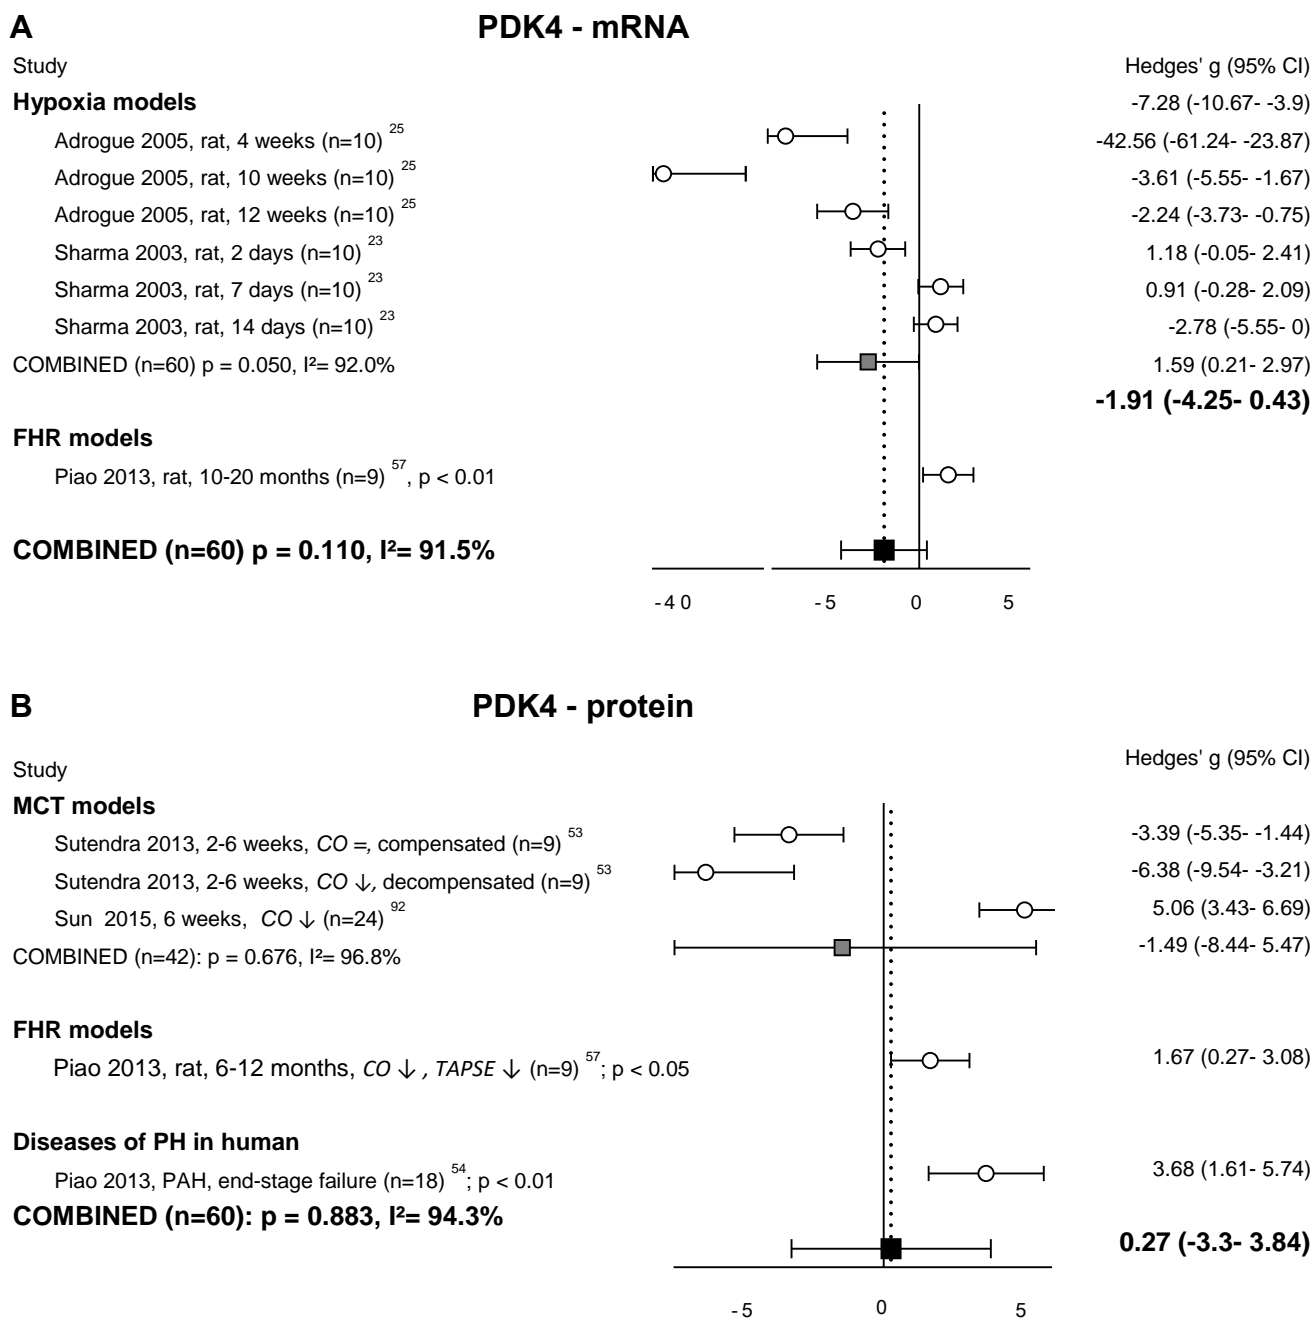 A
PDK4 - mRNA
Study Hedges' g (95% CI)
Hypoxia models -7.28 (-10.67- -3.9)
Adrogue 2005, rat, 4 weeks (n=10) 25 -42.56 (-61.24- -23.87)
Adrogue 2005, rat, 10 weeks (n=10) 25 -3.61 (-5.55- -1.67)
Adrogue 2005, rat, 12 weeks (n=10) 25 -2.24 (-3.73- -0.75)
Sharma 2003, rat, 2 days (n=10) 23 1.18 (-0.05- 2.41)
Sharma 2003, rat, 7 days (n=10) 23 0.91 (-0.28- 2.09)
Sharma 2003, rat, 14 days (n=10) 23 -2.78 (-5.55- 0)
COMBINED (n=60) p = 0.050, I²= 92.0% 1.59 (0.21- 2.97)
-1.91 (-4.25- 0.43)
FHR models
Piao 2013, rat, 10-20 months (n=9) 57, p < 0.01
COMBINED (n=60) p = 0.110, I²= 91.5%
-40 -5 0 5
B
PDK4 - protein
Study Hedges' g (95% CI)
MCT models
Sutendra 2013, 2-6 weeks, CO =, compensated (n=9) 53 -3.39 (-5.35- -1.44)
Sutendra 2013, 2-6 weeks, CO ↓, decompensated (n=9) 53 -6.38 (-9.54- -3.21)
Sun 2015, 6 weeks, CO ↓ (n=24) 92 5.06 (3.43- 6.69)
COMBINED (n=42): p = 0.676, I²= 96.8% -1.49 (-8.44- 5.47)
FHR models
Piao 2013, rat, 6-12 months, CO ↓ , TAPSE ↓ (n=9) 57; p < 0.05 1.67 (0.27- 3.08)
Diseases of PH in human
Piao 2013, PAH, end-stage failure (n=18) 54; p < 0.01 3.68 (1.61- 5.74)
COMBINED (n=60): p = 0.883, I²= 94.3% 0.27 (-3.3- 3.84)
-5 0 5